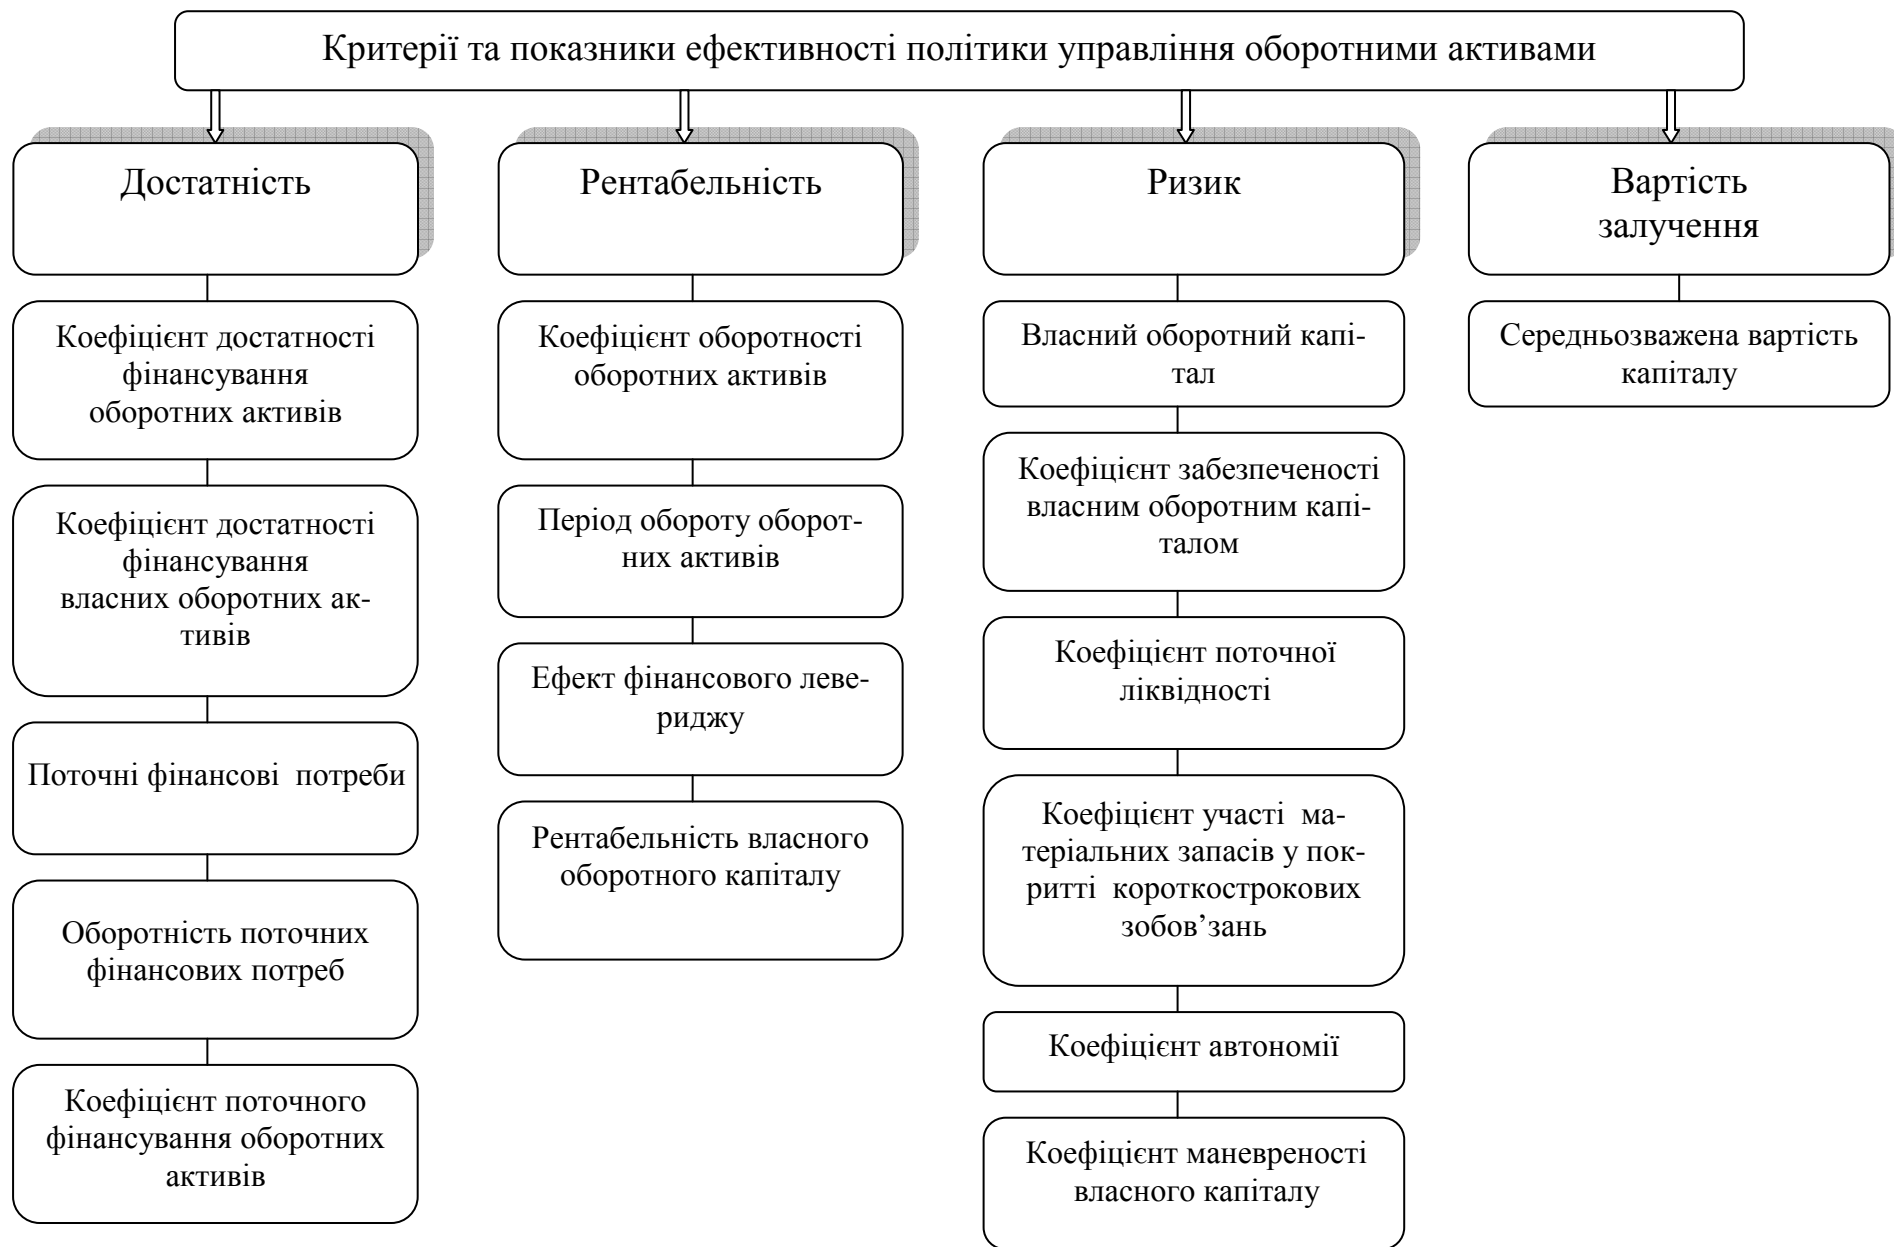 Критерії та показники ефективності політики управління оборотними активами
Достатність
Коефіцієнт достатності
фінансування
оборотних активів
Коефіцієнт достатності
фінансування
власних оборотних ак-
тивів
Поточні фінансові  потреби
Оборотність поточних
фінансових потреб
Коефіцієнт поточного
фінансування оборотних
активів
Рентабельність
Коефіцієнт оборотності
оборотних активів
Період обороту оборот-
них активів
Ефект фінансового леве-
риджу
Рентабельність власного
оборотного капіталу
Ризик
Власний оборотний капі-
тал
Коефіцієнт забезпеченості
власним оборотним капі-
талом
Коефіцієнт поточної
ліквідності
Коефіцієнт участі  ма-
теріальних запасів у пок-
ритті  короткострокових
зобов’зань
Коефіцієнт автономії
Коефіцієнт маневреності
власного капіталу
Вартість
залучення
Середньозважена вартість
капіталу